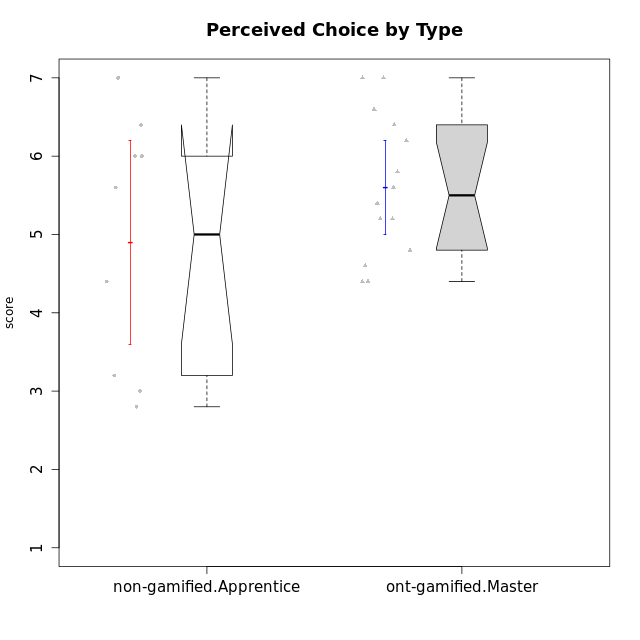 Perceived Choice by Type
score
7
6
5
4
3
2
1
non-gamified.Apprentice
ont-gamified.Master